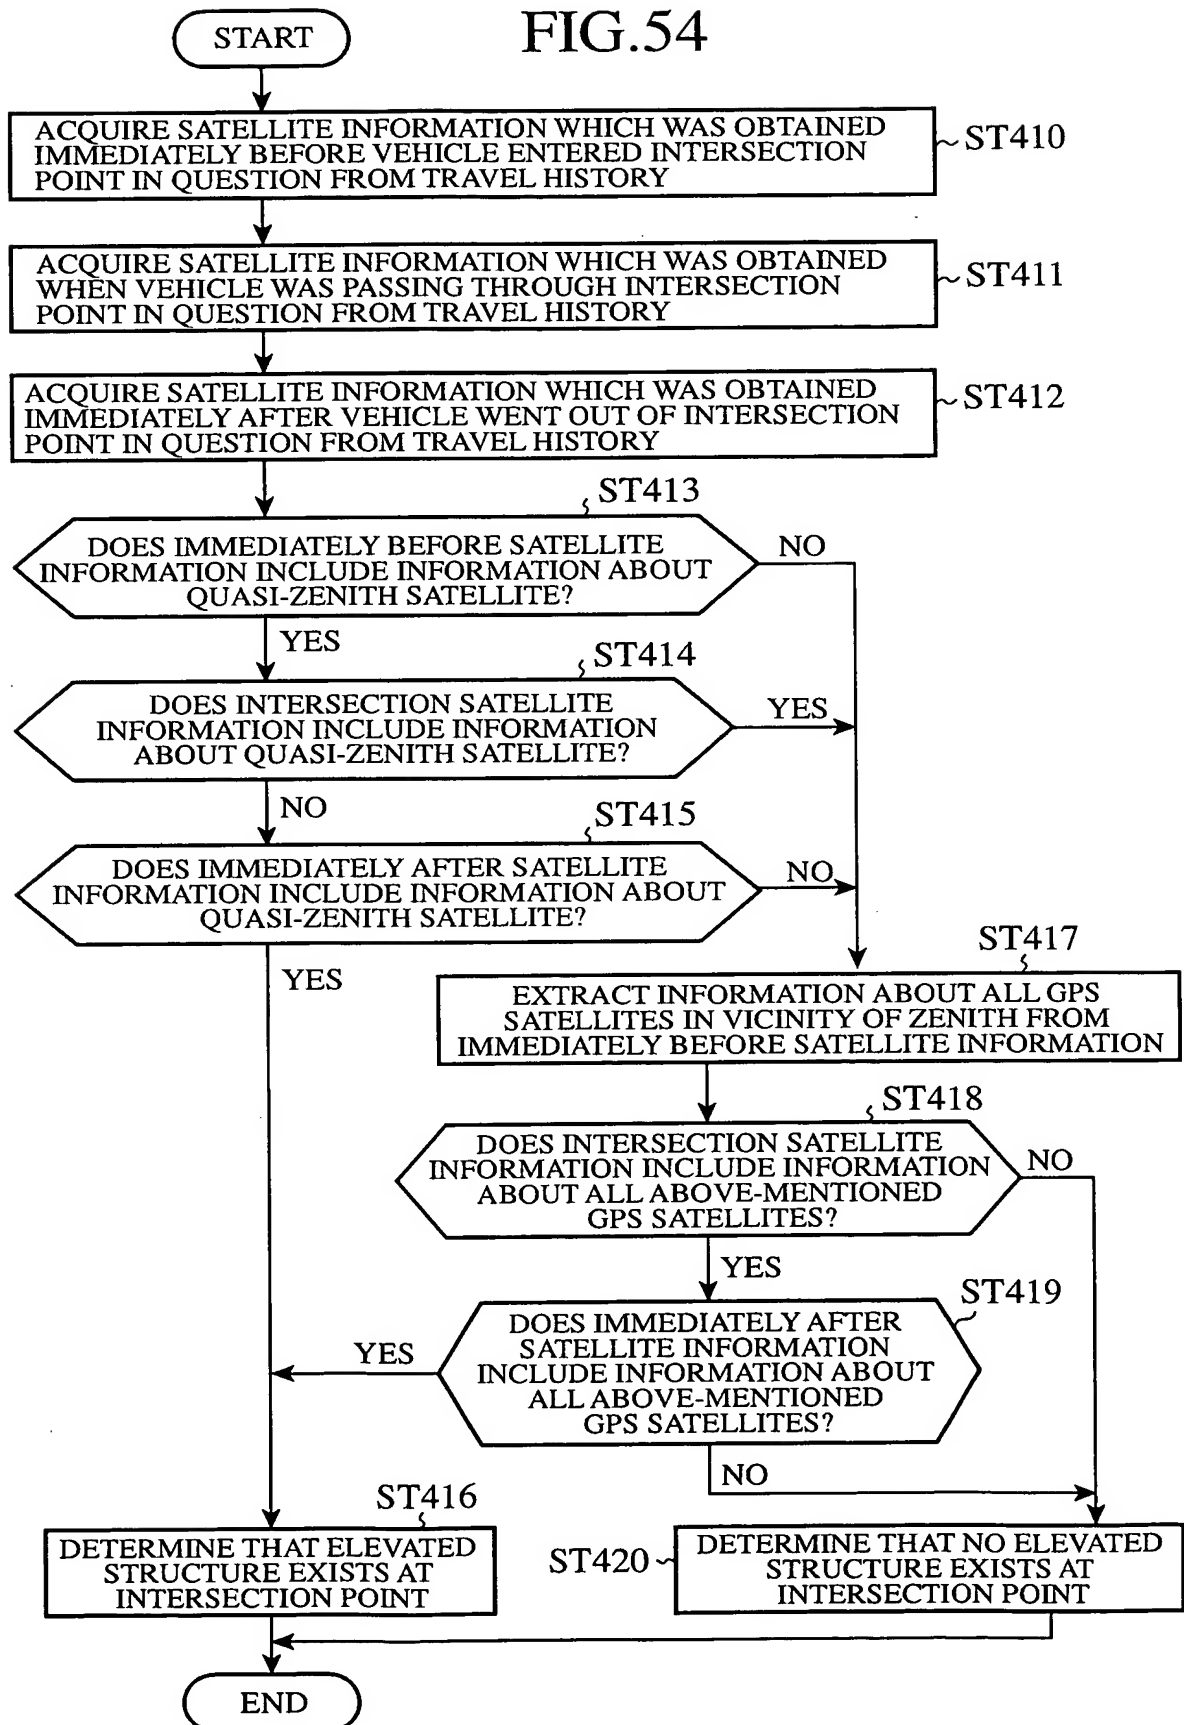 FIG.54
START
ACQUIRE SATELLITE INFORMATION WHICH WAS OBTAINED
IMMEDIATELY BEFORE VEHICLE ENTERED INTERSECTION
POINT IN QUESTION FROM TRAVEL HISTORY
ST410
ACQUIRE SATELLITE INFORMATION WHICH WAS OBTAINED
WHEN VEHICLE WAS PASSING THROUGH INTERSECTION
POINT IN QUESTION FROM TRAVEL HISTORY
ST411
ACQUIRE SATELLITE INFORMATION WHICH WAS OBTAINED
IMMEDIATELY AFTER VEHICLE WENT OUT OF INTERSECTION
POINT IN QUESTION FROM TRAVEL HISTORY
ST412
ST413
DOES IMMEDIATELY BEFORE SATELLITE
INFORMATION INCLUDE INFORMATION ABOUT
QUASI-ZENITH SATELLITE?
NO
YES
ST414
DOES INTERSECTION SATELLITE
INFORMATION INCLUDE INFORMATION
ABOUT QUASI-ZENITH SATELLITE?
YES
NO
ST415
DOES IMMEDIATELY AFTER SATELLITE
INFORMATION INCLUDE INFORMATION ABOUT
QUASI-ZENITH SATELLITE?
NO
YES
ST417
EXTRACT INFORMATION ABOUT ALL GPS
SATELLITES IN VICINITY OF ZENITH FROM
IMMEDIATELY BEFORE SATELLITE INFORMATION
ST418
DOES INTERSECTION SATELLITE
INFORMATION INCLUDE INFORMATION
ABOUT ALL ABOVE-MENTIONED
GPS SATELLITES?
NO
YES
ST419
DOES IMMEDIATELY AFTER
SATELLITE INFORMATION
INCLUDE INFORMATION ABOUT
ALL ABOVE-MENTIONED
GPS SATELLITES?
YES
NO
ST416
DETERMINE THAT ELEVATED
STRUCTURE EXISTS AT
INTERSECTION POINT
ST420
DETERMINE THAT NO ELEVATED
STRUCTURE EXISTS AT
INTERSECTION POINT
END